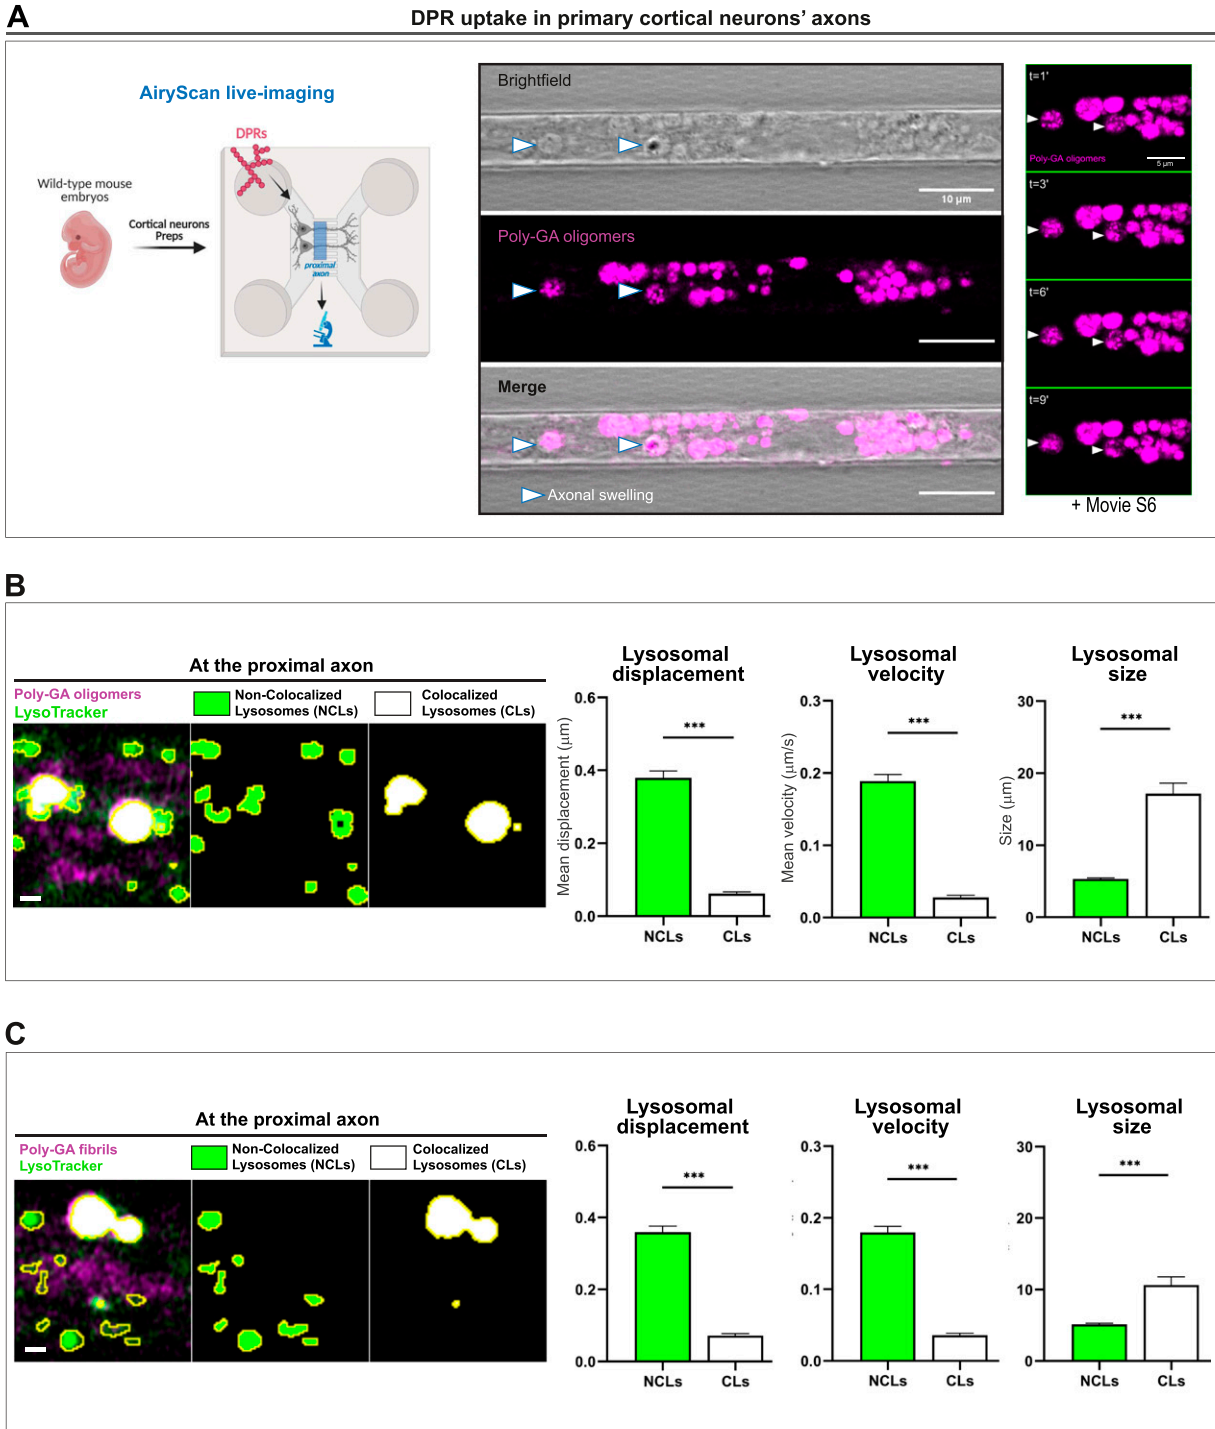 A
DPR uptake in primary cortical neurons' axons
AiryScan live-imaging
DPRs
Wild-type mouse
embryos
Cortical neurons
Preps
proximal
axon
Brightfield
10 µm
Poly-GA oligomers
Merge
Axonal swelling
t=1'
Poly-GA oligomers
5 µm
t=3'
t=6'
t=9'
+ Movie S6
B
At the proximal axon
Poly-GA oligomers
LysoTracker
Non-Colocalized
Lysosomes (NCLs)
Colocalized
Lysosomes (CLs)
Lysosomal
displacement
Mean displacement (µm)
0.6
0.4
0.2
0.0
NCLs CLs
***
Lysosomal
velocity
Mean velocity (µm/s)
0.3
0.2
0.1
0.0
NCLs CLs
***
Lysosomal
size
Size (µm)
30
20
10
0
NCLs CLs
***
C
At the proximal axon
Poly-GA fibrils
LysoTracker
Non-Colocalized
Lysosomes (NCLs)
Colocalized
Lysosomes (CLs)
Lysosomal
displacement
0.6
0.4
0.2
0.0
NCLs CLs
***
Lysosomal
velocity
0.3
0.2
0.1
0.0
NCLs CLs
***
Lysosomal
size
30
20
10
0
NCLs CLs
***